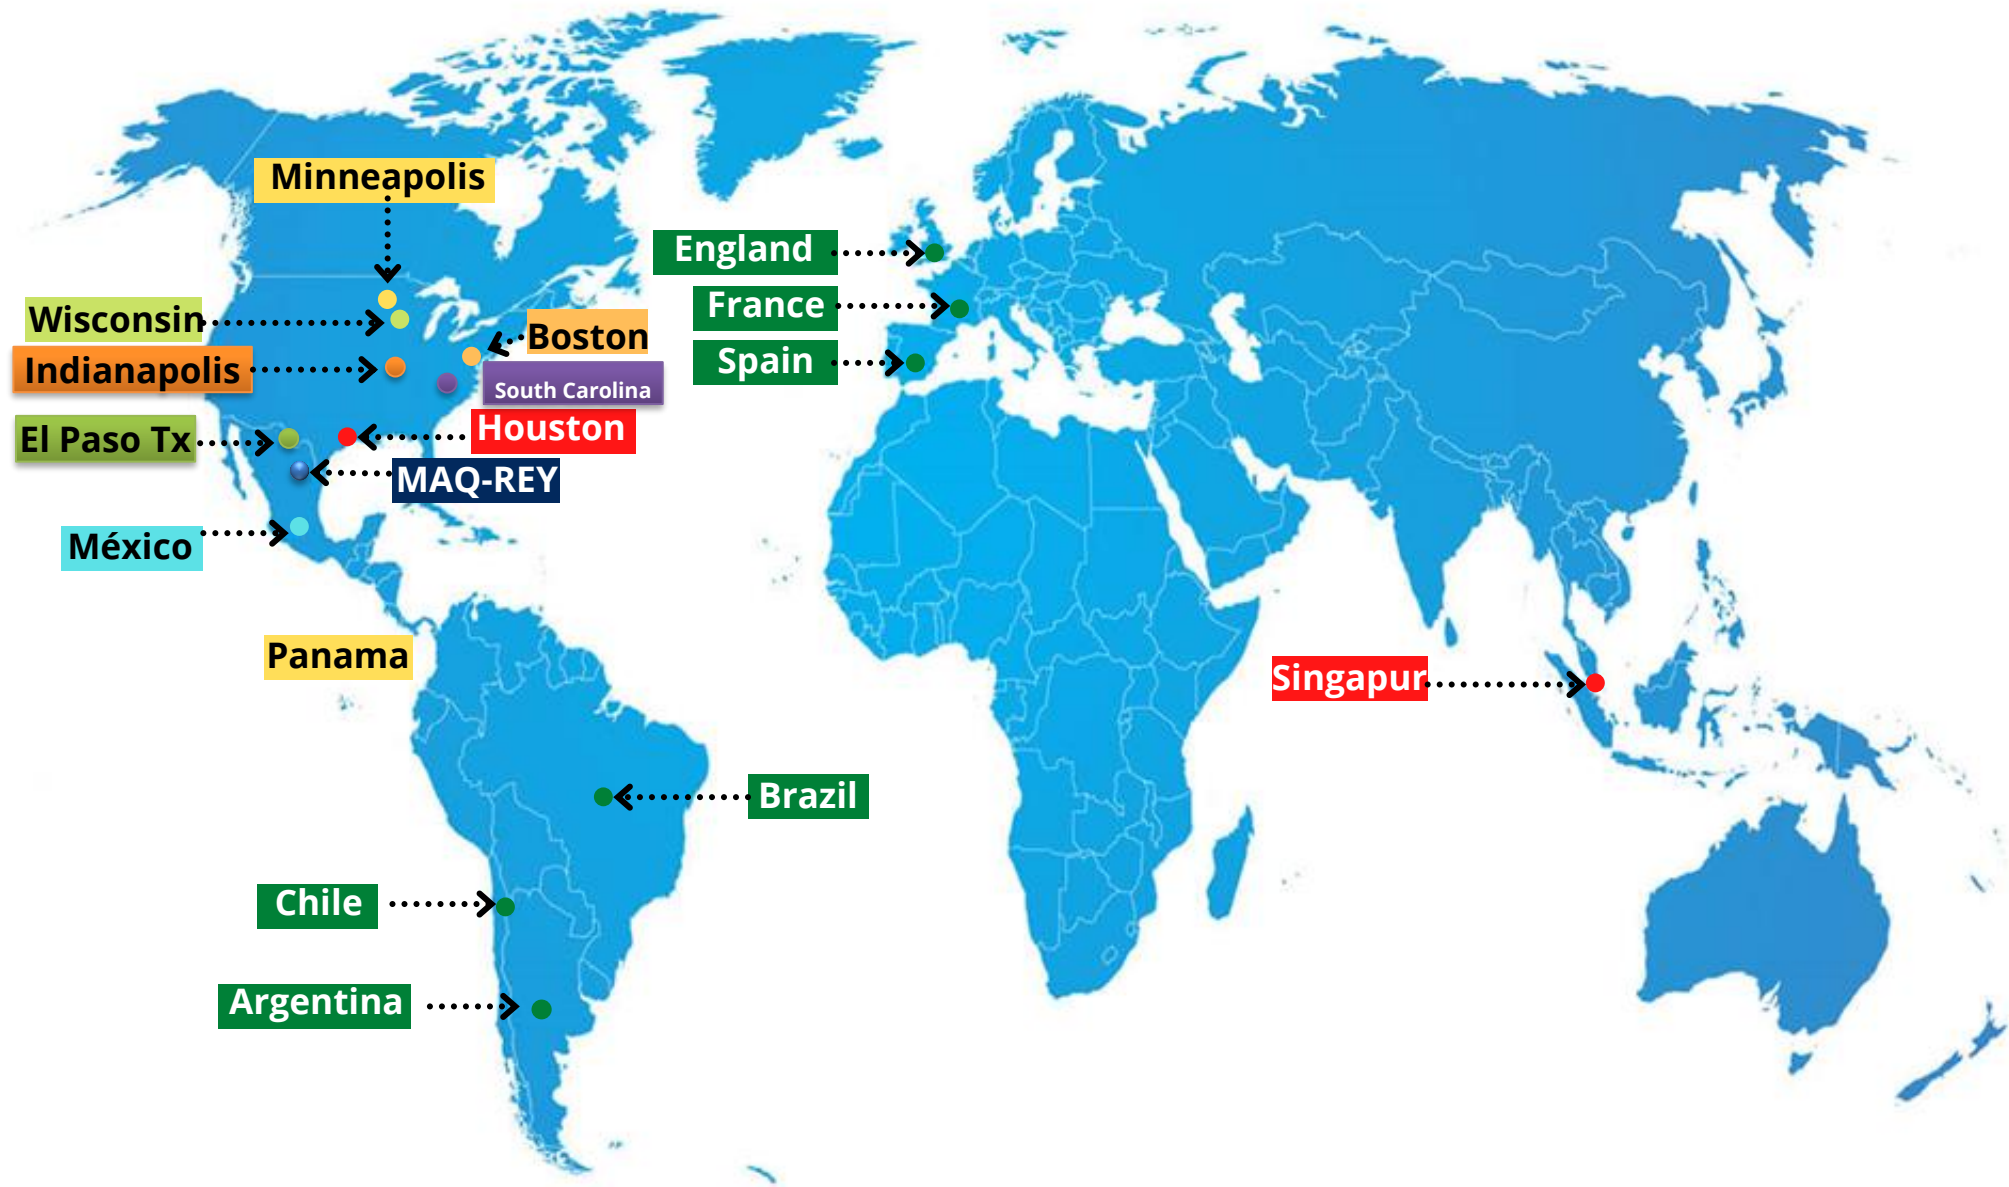 Minneapolis
England
France
Wisconsin
Boston
Spain
Indianapolis
South Carolina
Houston
El Paso Tx
MAQ-REY
México
Panama
Singapur
Brazil
Chile
Argentina